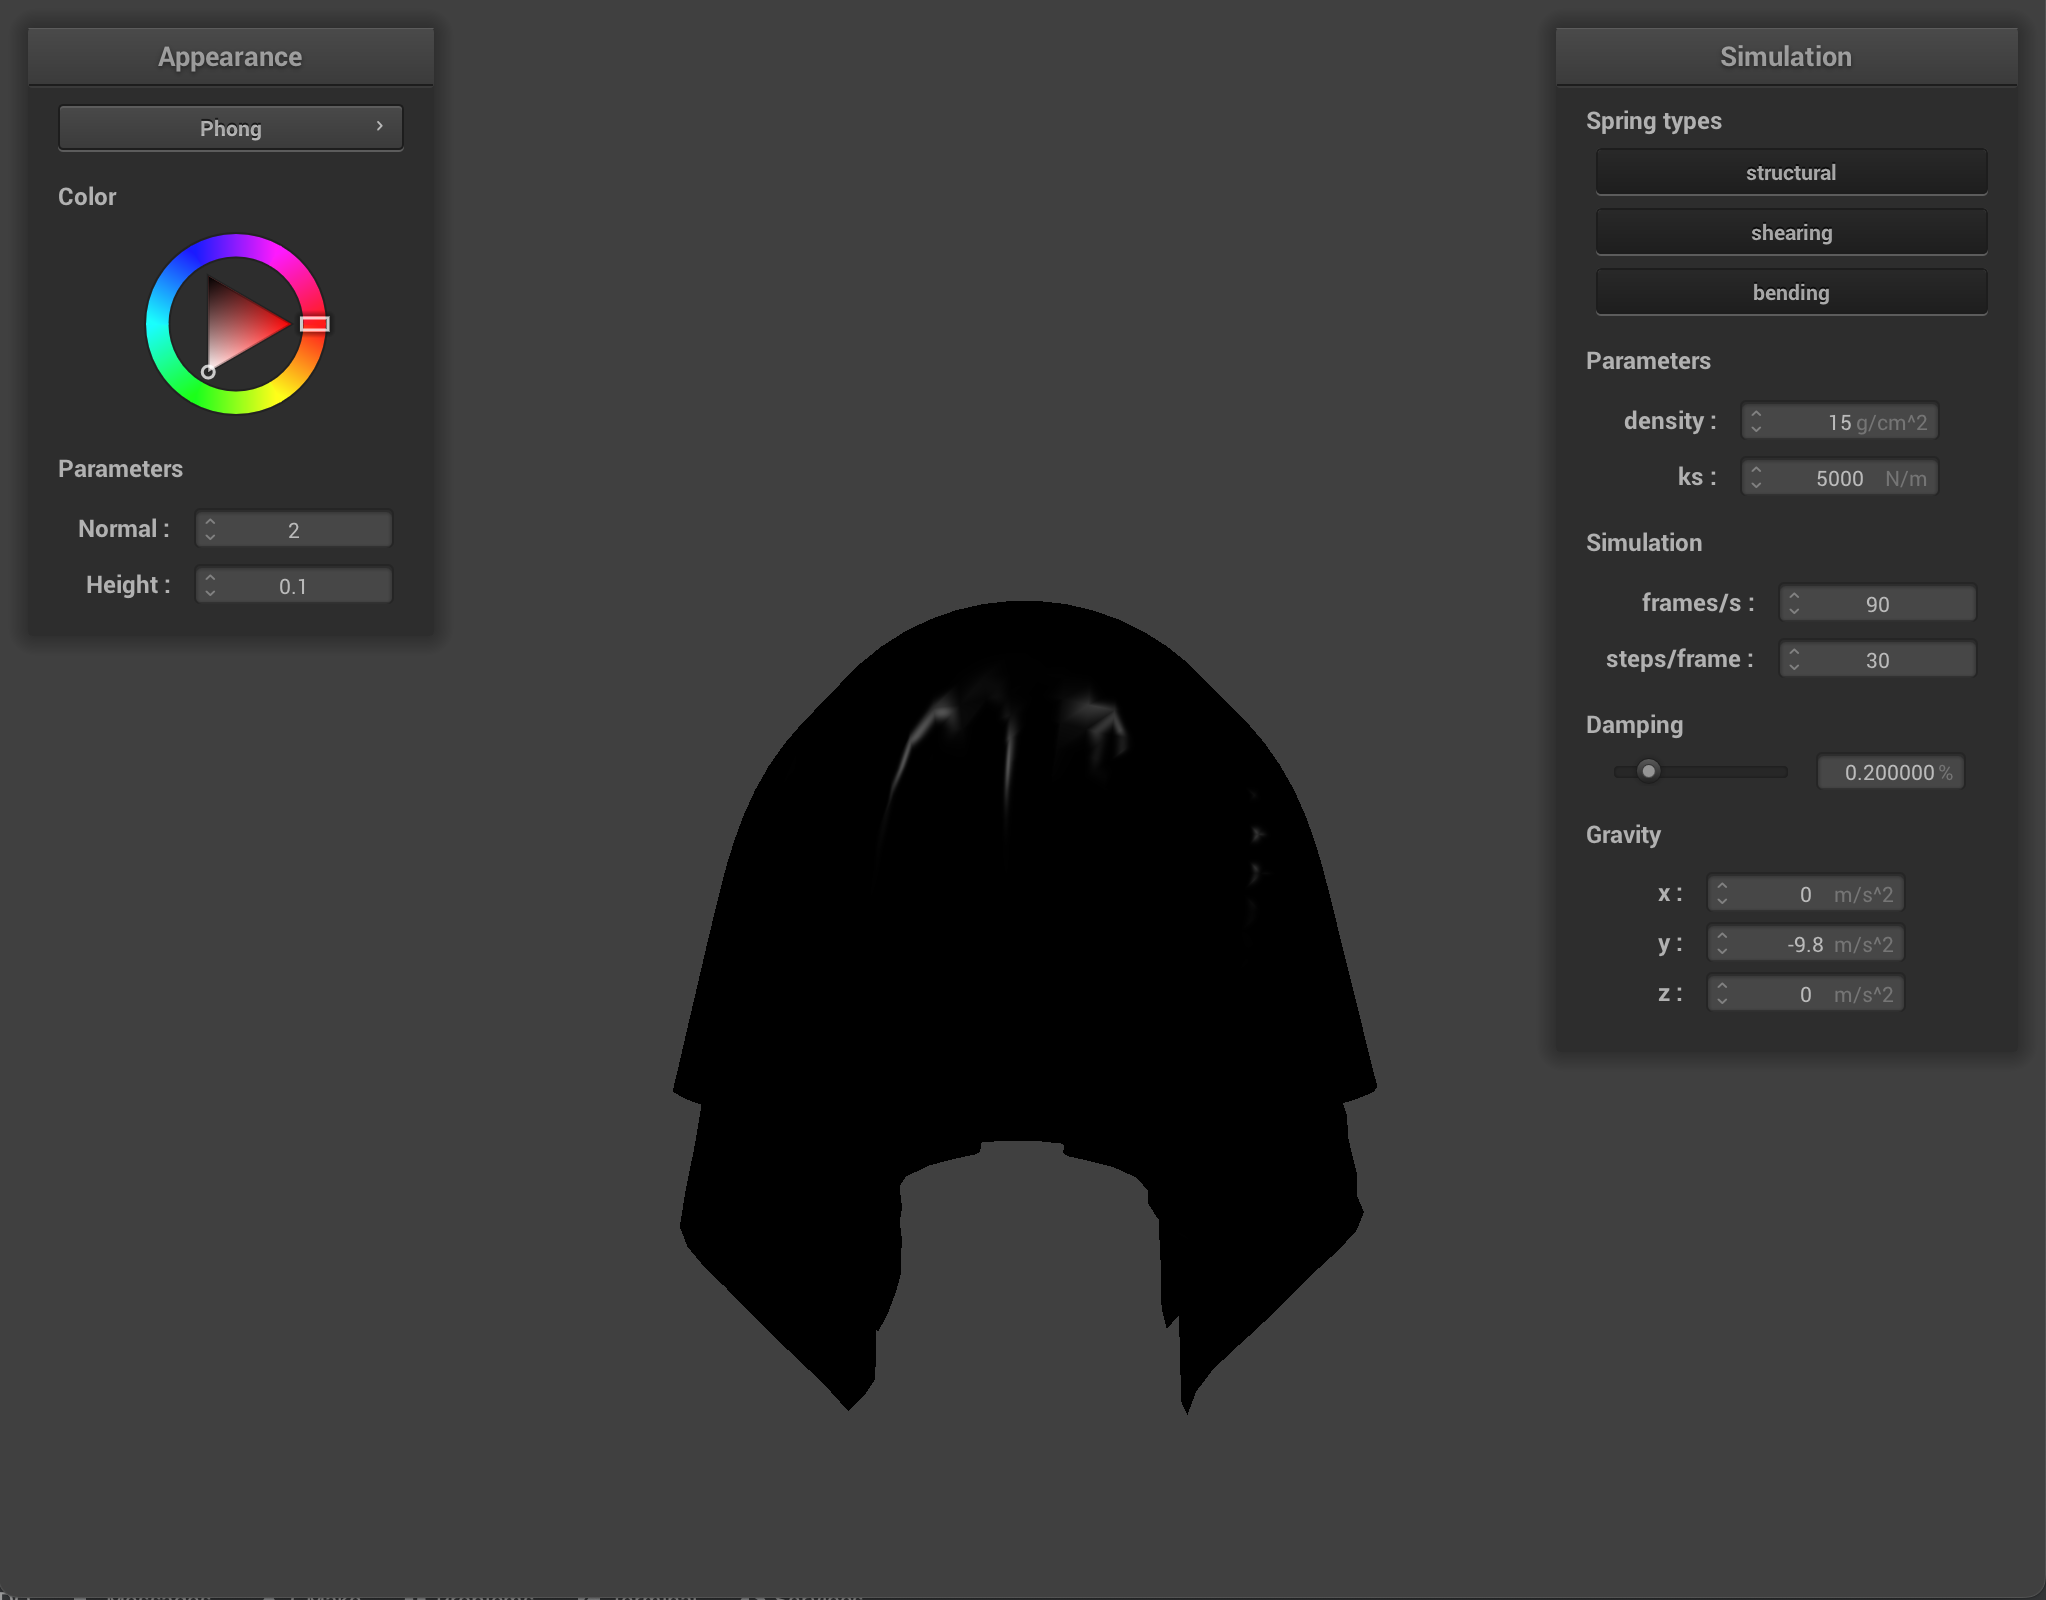 Appearance
Phong
Color
Parameters
Normal : 2
Height : 0.1
Simulation
Spring types
structural
shearing
bending
Parameters
density : 15 g/cm^2
ks : 5000 N/m
Simulation
frames/s : 90
steps/frame : 30
Damping
0.200000 %
Gravity
x : 0 m/s^2
y : -9.8 m/s^2
z : 0 m/s^2